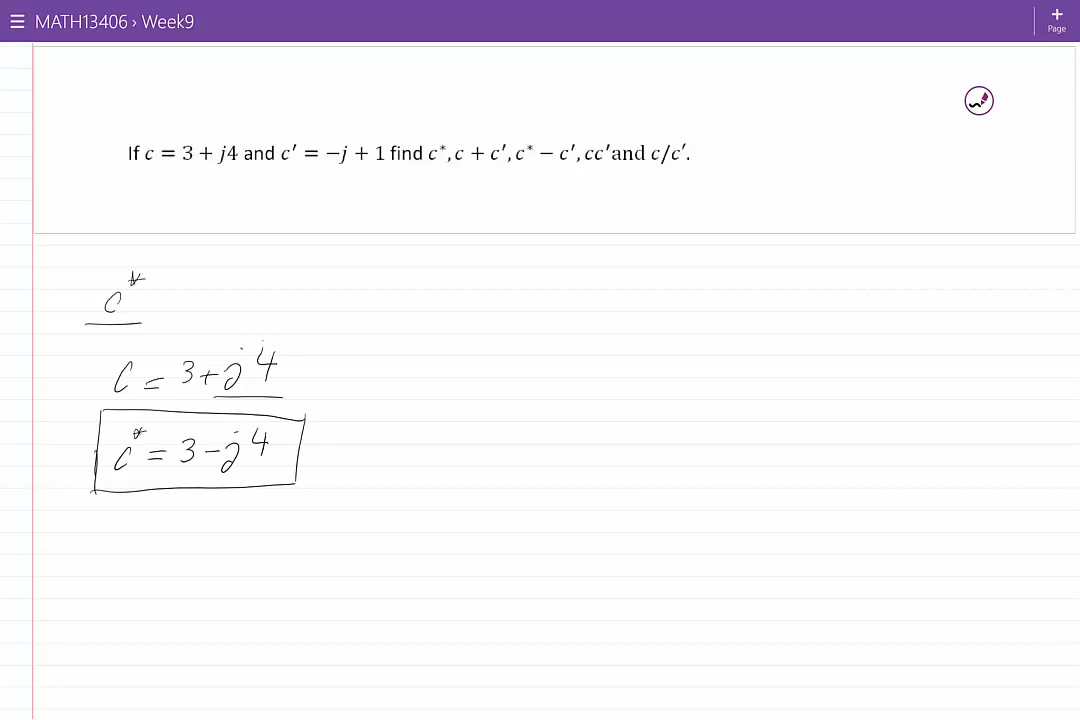 ☰ MATH13406 › Week9
+
Page
If c = 3 + j4 and c′ = −j + 1 find c*, c + c′, c* − c′, cc′and c/c′.
c*
C = 3+j4
c* = 3-j4